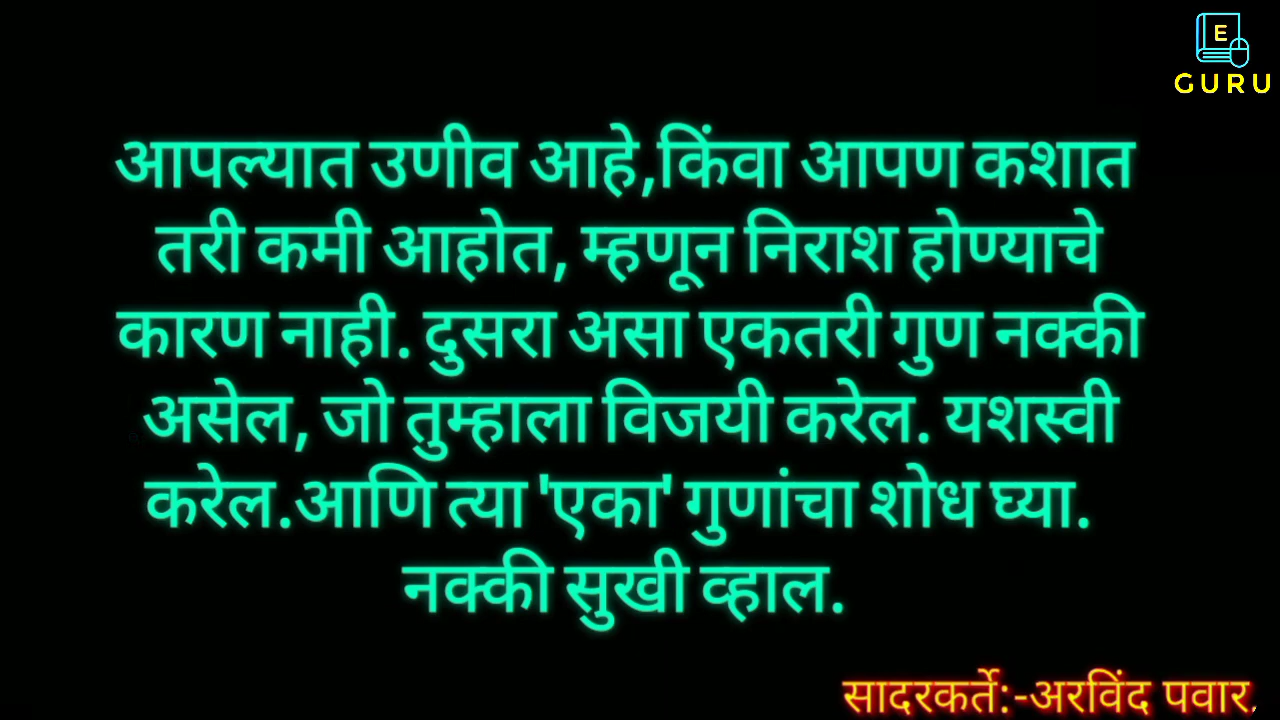 E
GURU
आपल्यात उणीव आहे,किंवा आपण कशात
तरी कमी आहोत, म्हणून निराश होण्याचे
कारण नाही. दुसरा असा एकतरी गुण नक्की
असेल, जो तुम्हाला विजयी करेल. यशस्वी
करेल.आणि त्या 'एका' गुणांचा शोध घ्या.
नक्की सुखी व्हाल.
सादरकर्ते:-अरविंद पवार.